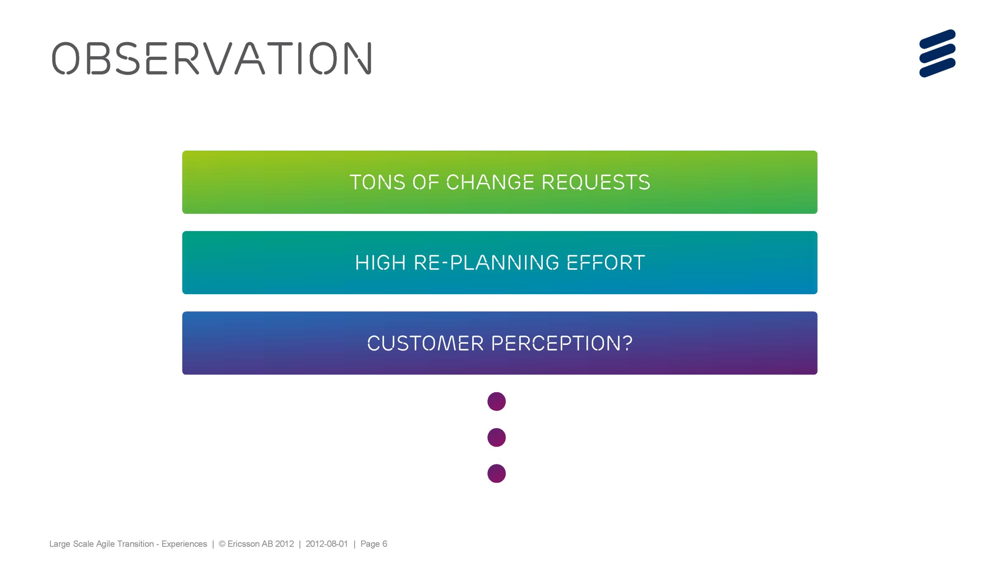 OBSERVATION
TONS OF CHANGE REQUESTS
HIGH RE-PLANNING EFFORT
CUSTOMER PERCEPTION?
Large Scale Agile Transition - Experiences | © Ericsson AB 2012 | 2012-08-01 | Page 6